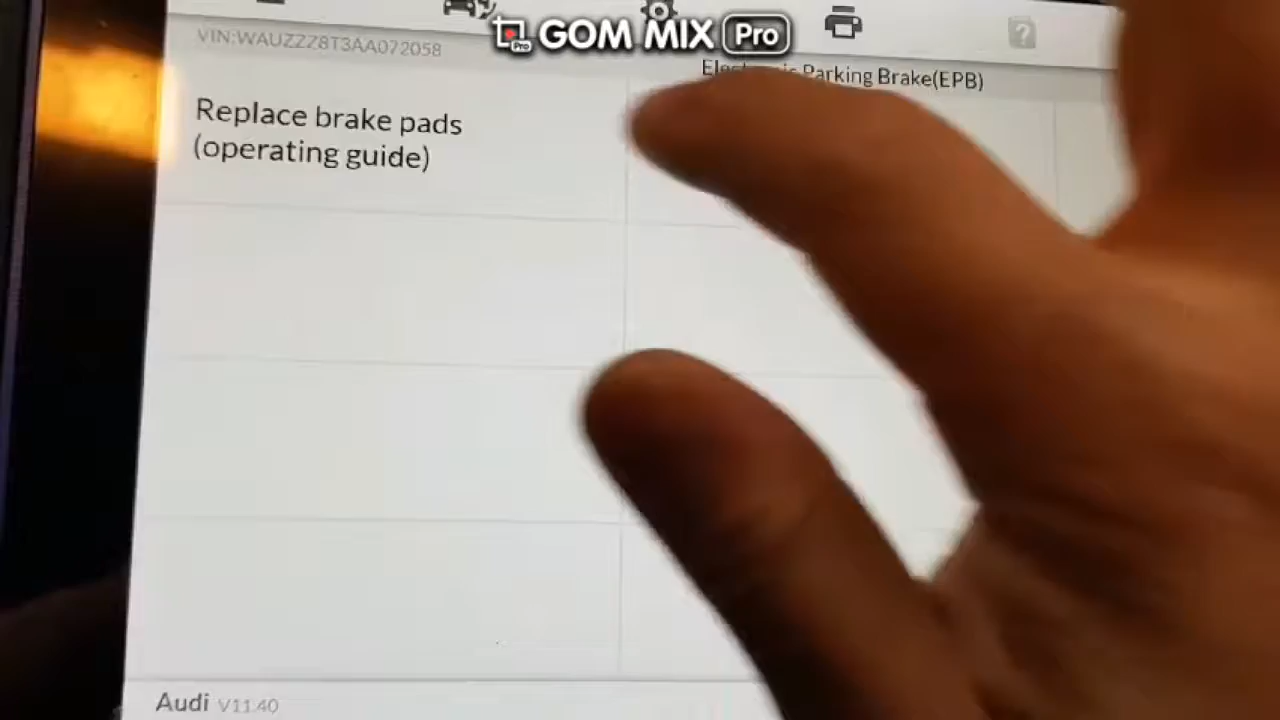 GOM MIX Pro
VIN:WAUZZZ8T3AA072058
Parking Brake(EPB)
Replace brake pads
(operating guide)
Audi V11.40